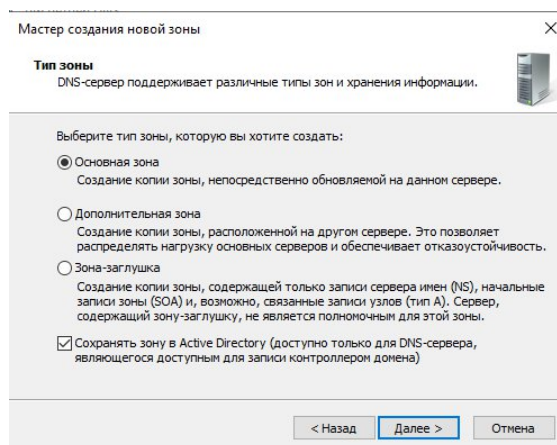 Мастер создания новой зоны
Тип зоны
DNS-сервер поддерживает различные типы зон и хранения информации.
Выберите тип зоны, которую вы хотите создать:
Основная зона
Создание копии зоны, непосредственно обновляемой на данном сервере.
Дополнительная зона
Создание копии зоны, расположенной на другом сервере. Это позволяет
распределять нагрузку основных серверов и обеспечивает отказоустойчивость.
Зона-заглушка
Создание копии зоны, содержащей только записи сервера имен (NS), начальные
записи зоны (SOA) и, возможно, связанные записи узлов (тип A). Сервер,
содержащий зону-заглушку, не является полномочным для этой зоны.
Сохранять зону в Active Directory (доступно только для DNS-сервера,
являющегося доступным для записи контроллером домена)
< Назад Далее > Отмена